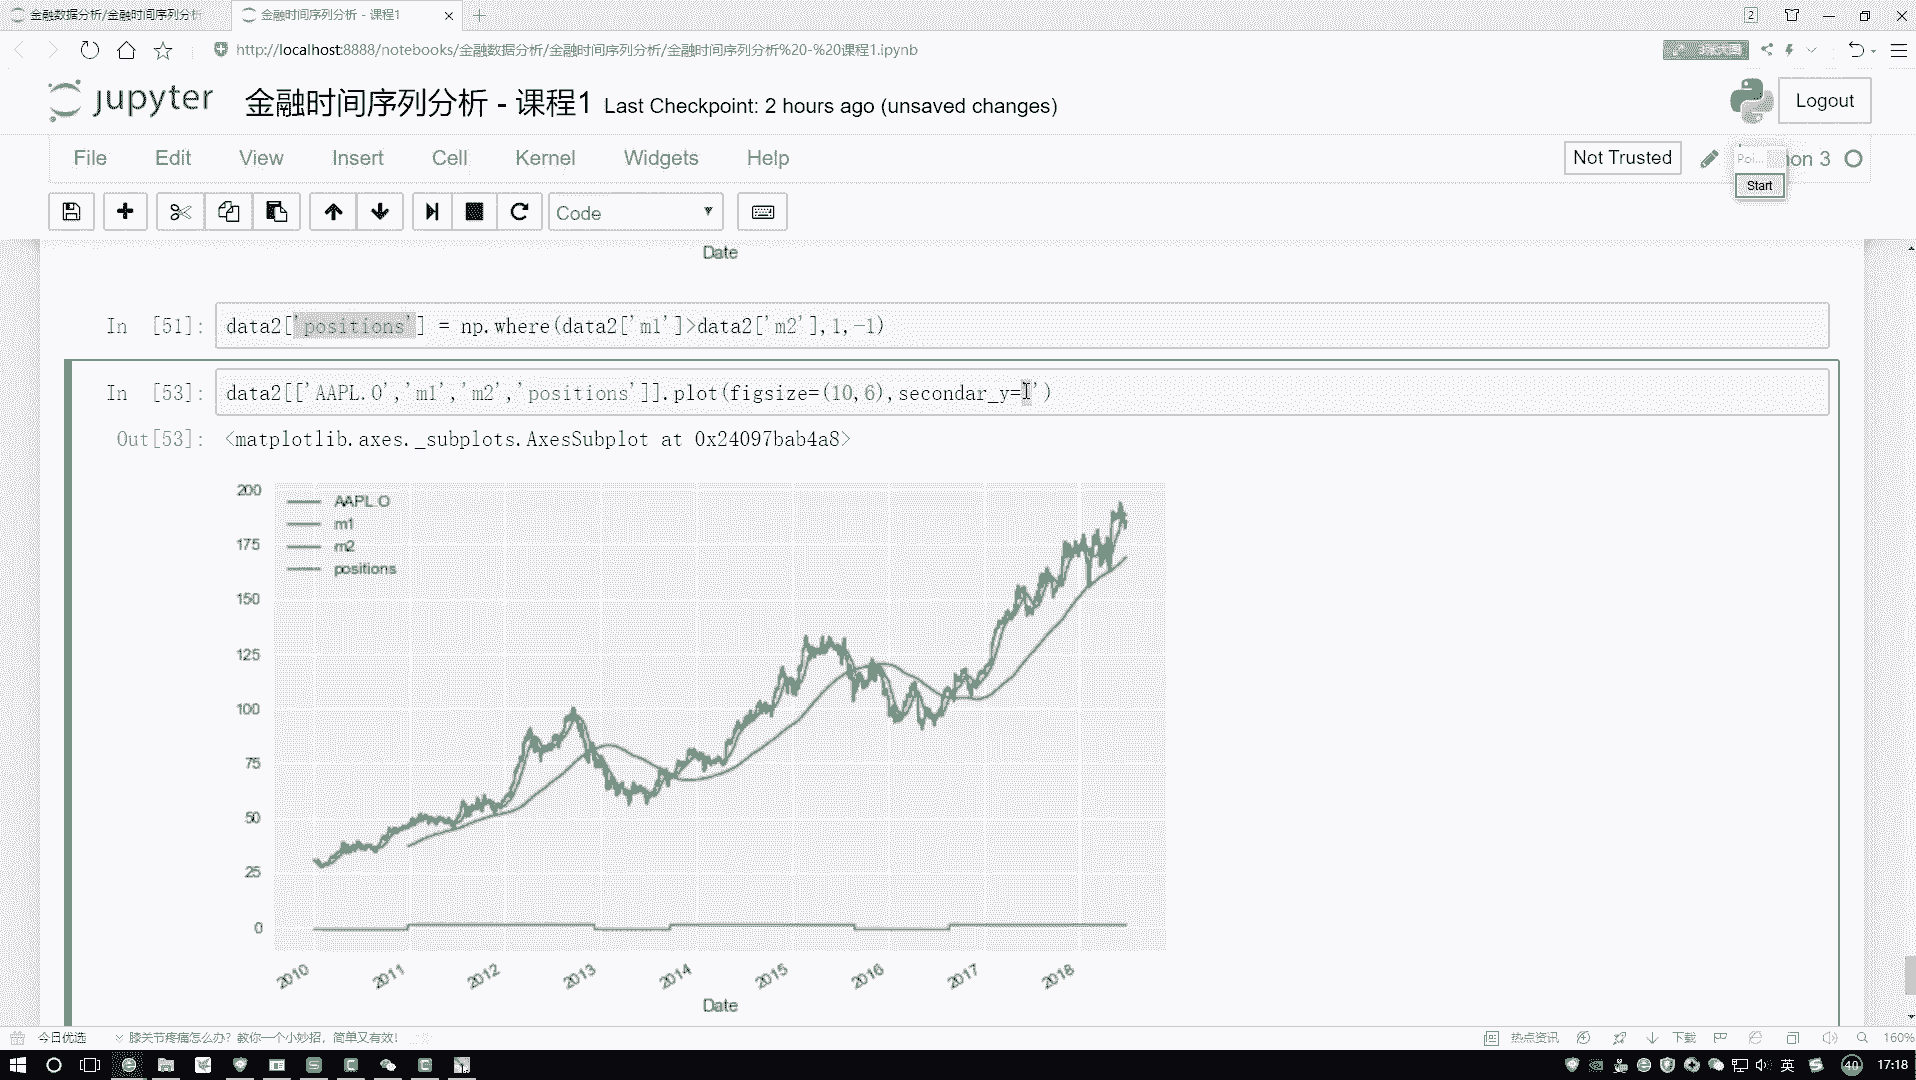 金融数据分析/金融时间序列分析
金融时间序列分析 - 课程1
2
http://localhost:8888/notebooks/金融数据分析/金融时间序列分析/金融时间序列分析%20-%20课程1.ipynb
jupyter 金融时间序列分析 - 课程1 Last Checkpoint: 2 hours ago (unsaved changes)
Logout
File Edit View Insert Cell Kernel Widgets Help
Not Trusted
Poi... hon 3
Start
Code
Date
In [51]: data2['positions'] = np.where(data2['m1']>data2['m2'],1,-1)
In [53]: data2[['AAPL.O','m1','m2','positions']].plot(figsize=(10,6),secondar_y='')
Out[53]: <matplotlib.axes._subplots.AxesSubplot at 0x24097bab4a8>
200
AAPL.O
m1
175
m2
positions
150
125
100
75
50
25
0
2010 2011 2012 2013 2014 2015 2016 2017 2018
Date
今日优选 膝关节疼痛怎么办?教你一个小妙招,简单又有效!
热点资讯 下载 160%
英 40 17:18